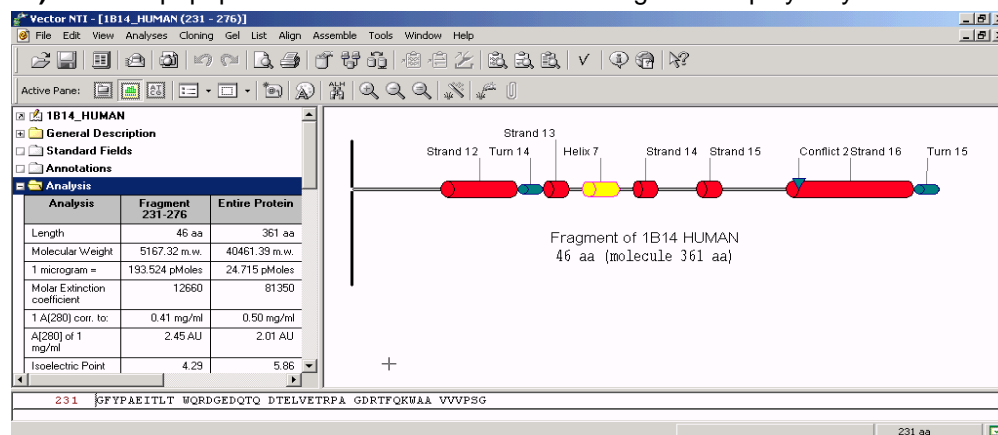 Vector NTI - [1B14_HUMAN (231 - 276)]
File Edit View Analyses Cloning Gel List Align Assemble Tools Window Help
Active Pane:
1B14_HUMAN
General Description
Standard Fields
Annotations
Analysis
Analysis Fragment 231-276 Entire Protein
Length 46 aa 361 aa
Molecular Weight 5167.32 m.w. 40461.39 m.w.
1 microgram = 193.524 pMoles 24.715 pMoles
Molar Extinction coefficient 12660 81350
1 A(280) corr. to: 0.41 mg/ml 0.50 mg/ml
A[280] of 1 mg/ml 2.45 AU 2.01 AU
Isoelectric Point 4.29 5.86
Strand 13
Strand 12 Turn 14 Helix 7 Strand 14 Strand 15 Conflict 2 Strand 16 Turn 15
Fragment of 1B14 HUMAN
46 aa (molecule 361 aa)
231 GFYPAEITLT WQRDGEDQTQ DTELVETRPA GDRTFQKWAA VVVPSG
231 aa